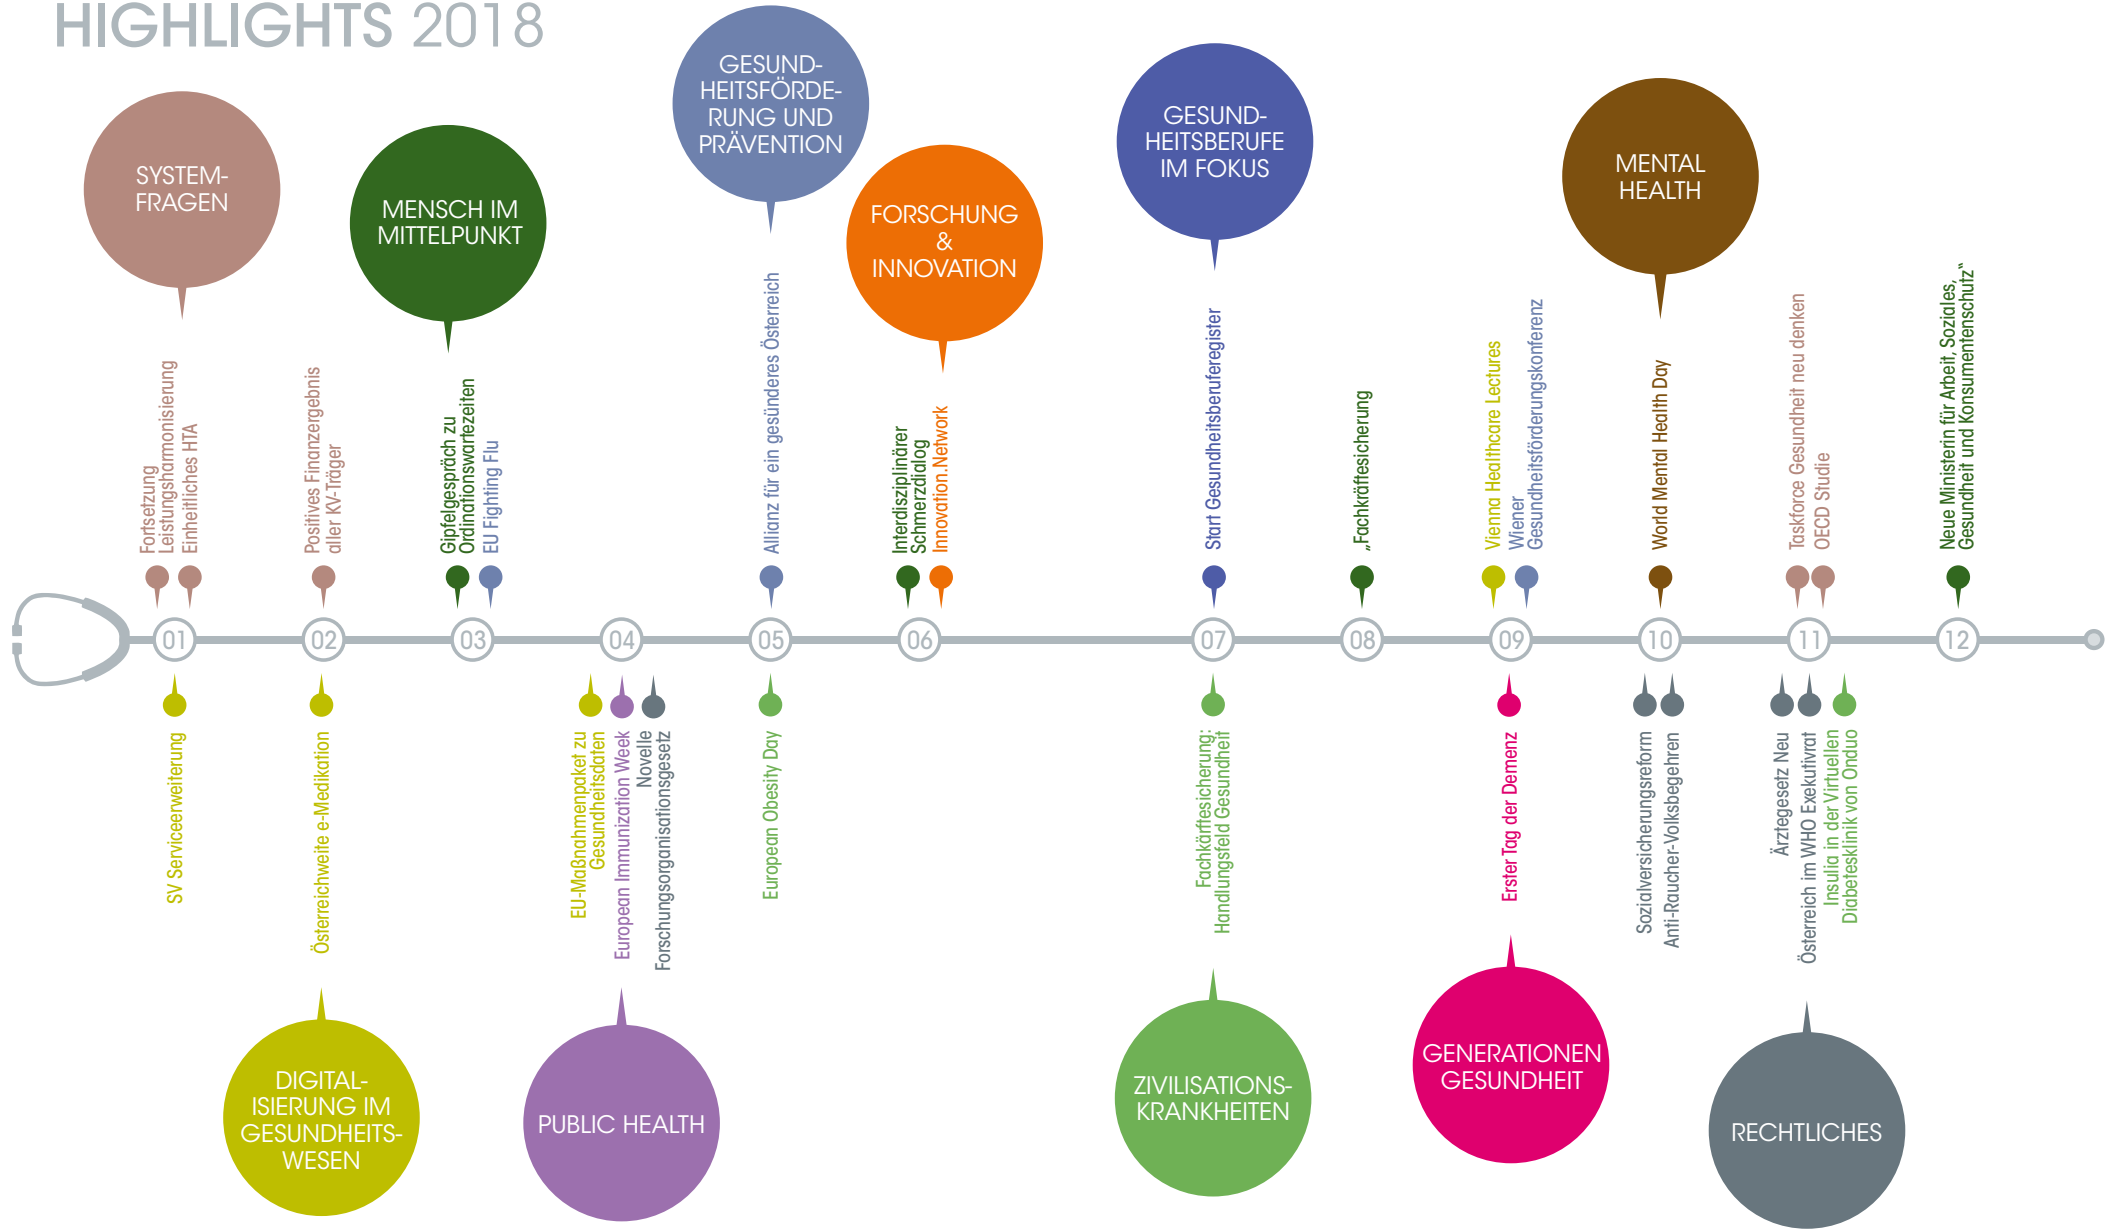 HIGHLIGHTS 2018
SYSTEM-
FRAGEN
MENSCH IM
MITTELPUNKT
GESUND-
HEITSFÖRDE-
RUNG UND
PRÄVENTION
FORSCHUNG
&
INNOVATION
GESUND-
HEITSBERUFE
IM FOKUS
MENTAL
HEALTH
Fortsetzung
Leistungsharmonisierung
Einheitliches HTA
Positives Finanzergebnis
aller KV-Träger
Gipfelgespräch zu
Ordinationswartezeiten
EU Fighting Flu
Allianz für ein gesünderes Österreich
Interdisziplinärer
Schmerzdialog
Innovation.Network
Start Gesundheitsberuferegister
„Fachkräftesicherung
Vienna Healthcare Lectures
Wiener
Gesundheitsförderungskonferenz
World Mental Health Day
Taskforce Gesundheit neu denken
OECD Studie
Neue Ministerin für Arbeit, Soziales,
Gesundheit und Konsumentenschutz“
01
02
03
04
05
06
07
08
09
10
11
12
SV Serviceerweiterung
Österreichweite e-Medikation
EU-Maßnahmenpaket zu
Gesundheitsdaten
European Immunization Week
Novelle
Forschungsorganisationsgesetz
European Obesity Day
Fachkärftesicherung:
Handlungsfeld Gesundheit
Erster Tag der Demenz
Sozialversicherungsreform
Anti-Raucher-Volksbegehren
Ärztegesetz Neu
Österreich im WHO Exekutivrat
Insulia in der Virtuellen
Diabetesklinik von Onduo
DIGITAL-
ISIERUNG IM
GESUNDHEITS-
WESEN
PUBLIC HEALTH
ZIVILISATIONS-
KRANKHEITEN
GENERATIONEN
GESUNDHEIT
RECHTLICHES